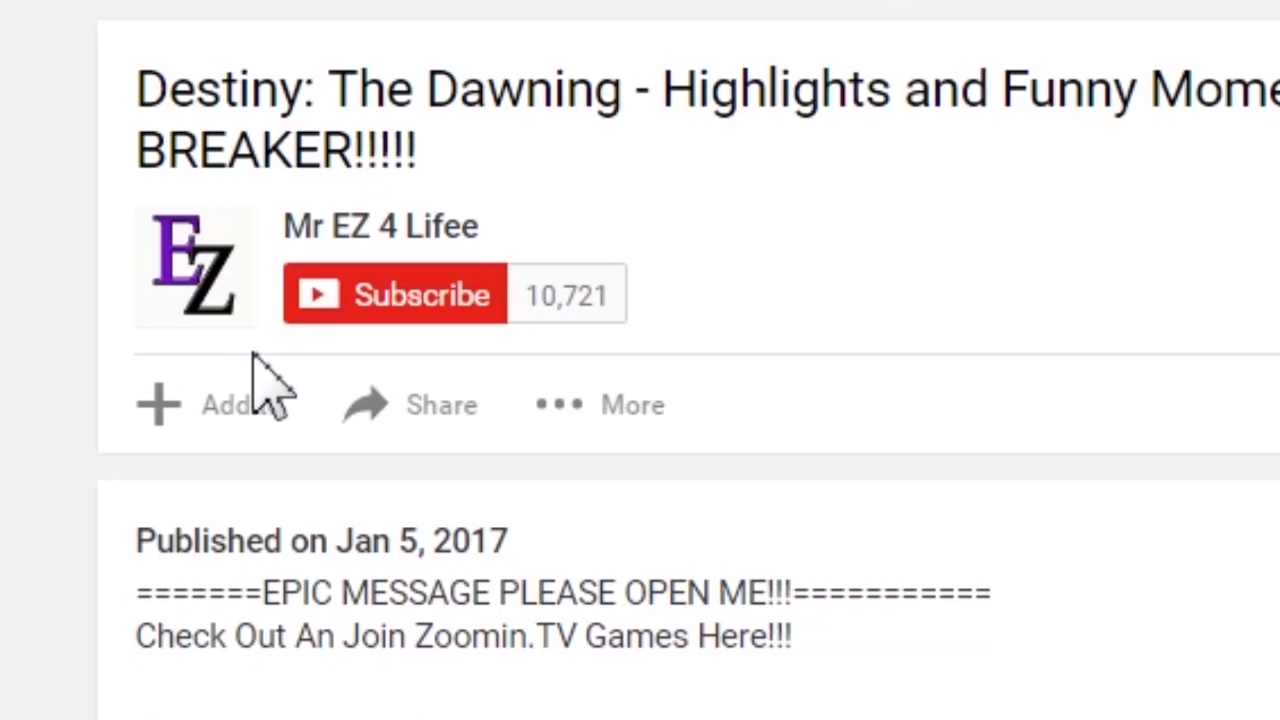 Destiny: The Dawning - Highlights and Funny
BREAKER!!!!!
EZ
Mr EZ 4 Lifee
Subscribe 10,721
Add Share More
Published on Jan 5, 2017
=======EPIC MESSAGE PLEASE OPEN ME!!!===========
Check Out An Join Zoomin.TV Games Here!!!